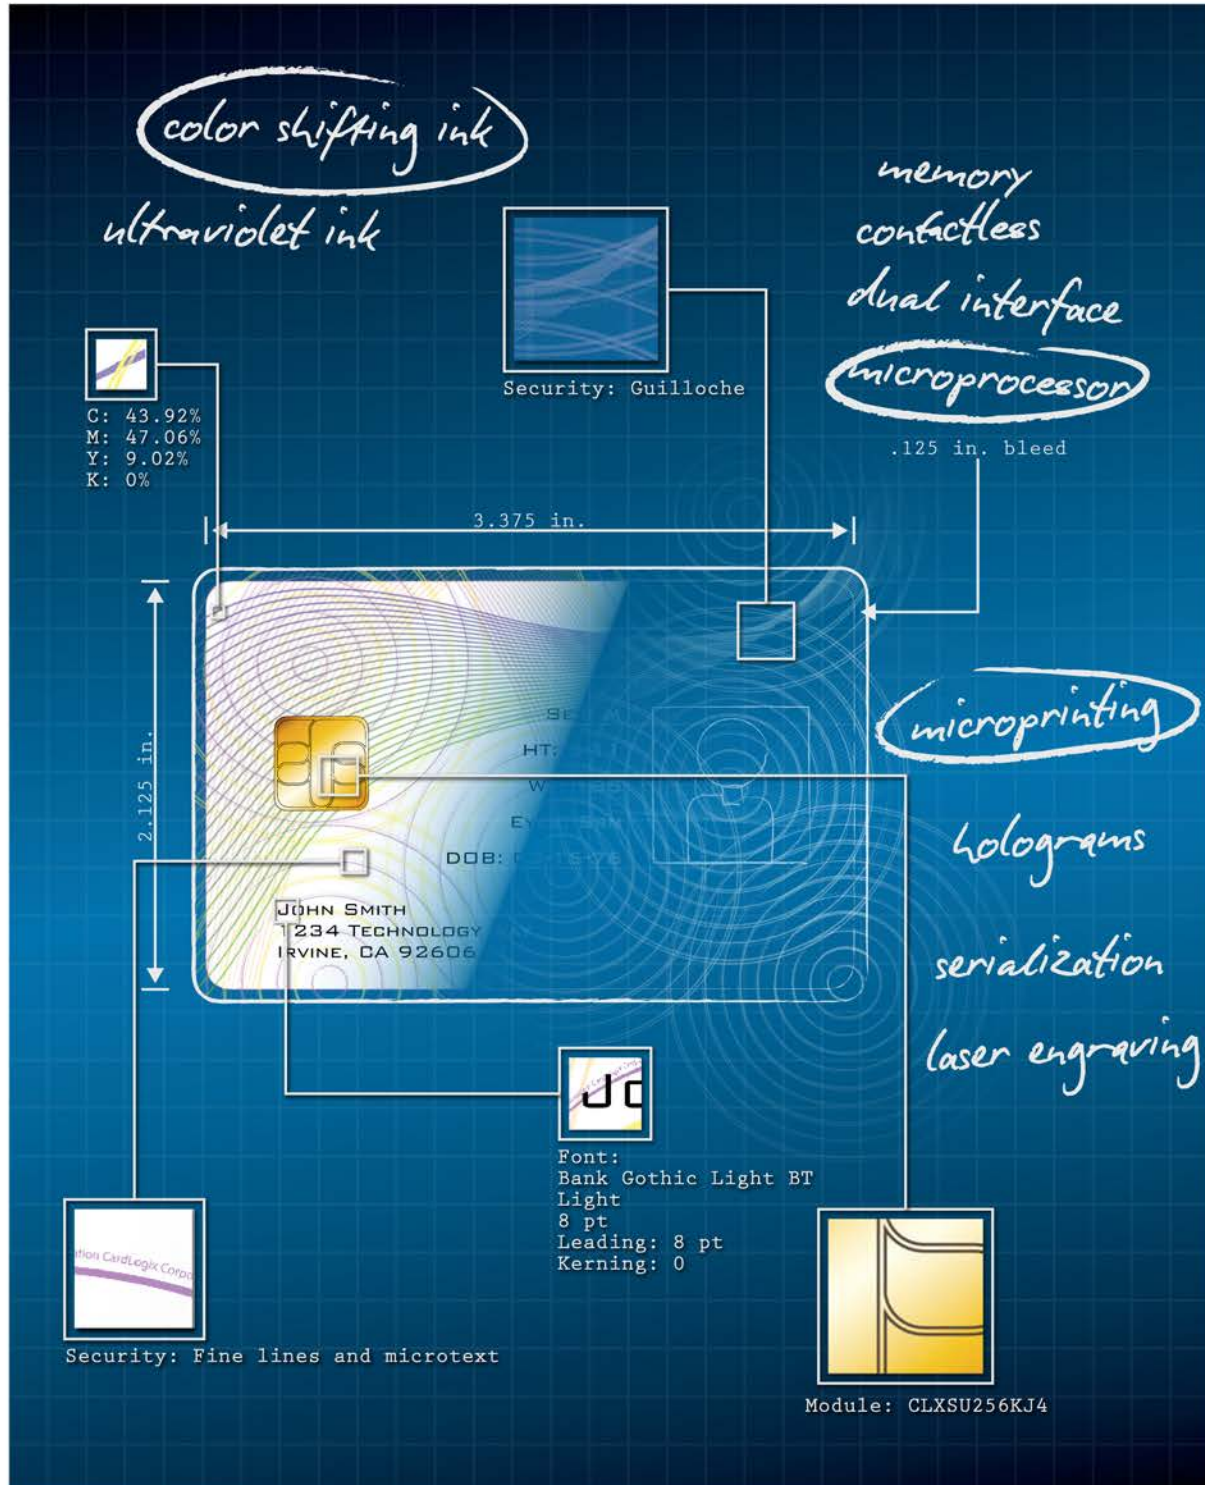 color shifting ink
ultraviolet ink
memory
contactless
dual interface
microprocessor
Security: Guilloche
C: 43.92%
M: 47.06%
Y: 9.02%
K: 0%
.125 in. bleed
3.375 in.
2.125 in.
HT:
DOB:
microprinting
holograms
serialization
laser engraving
JOHN SMITH
1234 TECHNOLOGY
IRVINE, CA 92606
Jo
Font:
Bank Gothic Light BT
Light
8 pt
Leading: 8 pt
Kerning: 0
CardLogix
Security: Fine lines and microtext
Module: CLXSU256KJ4